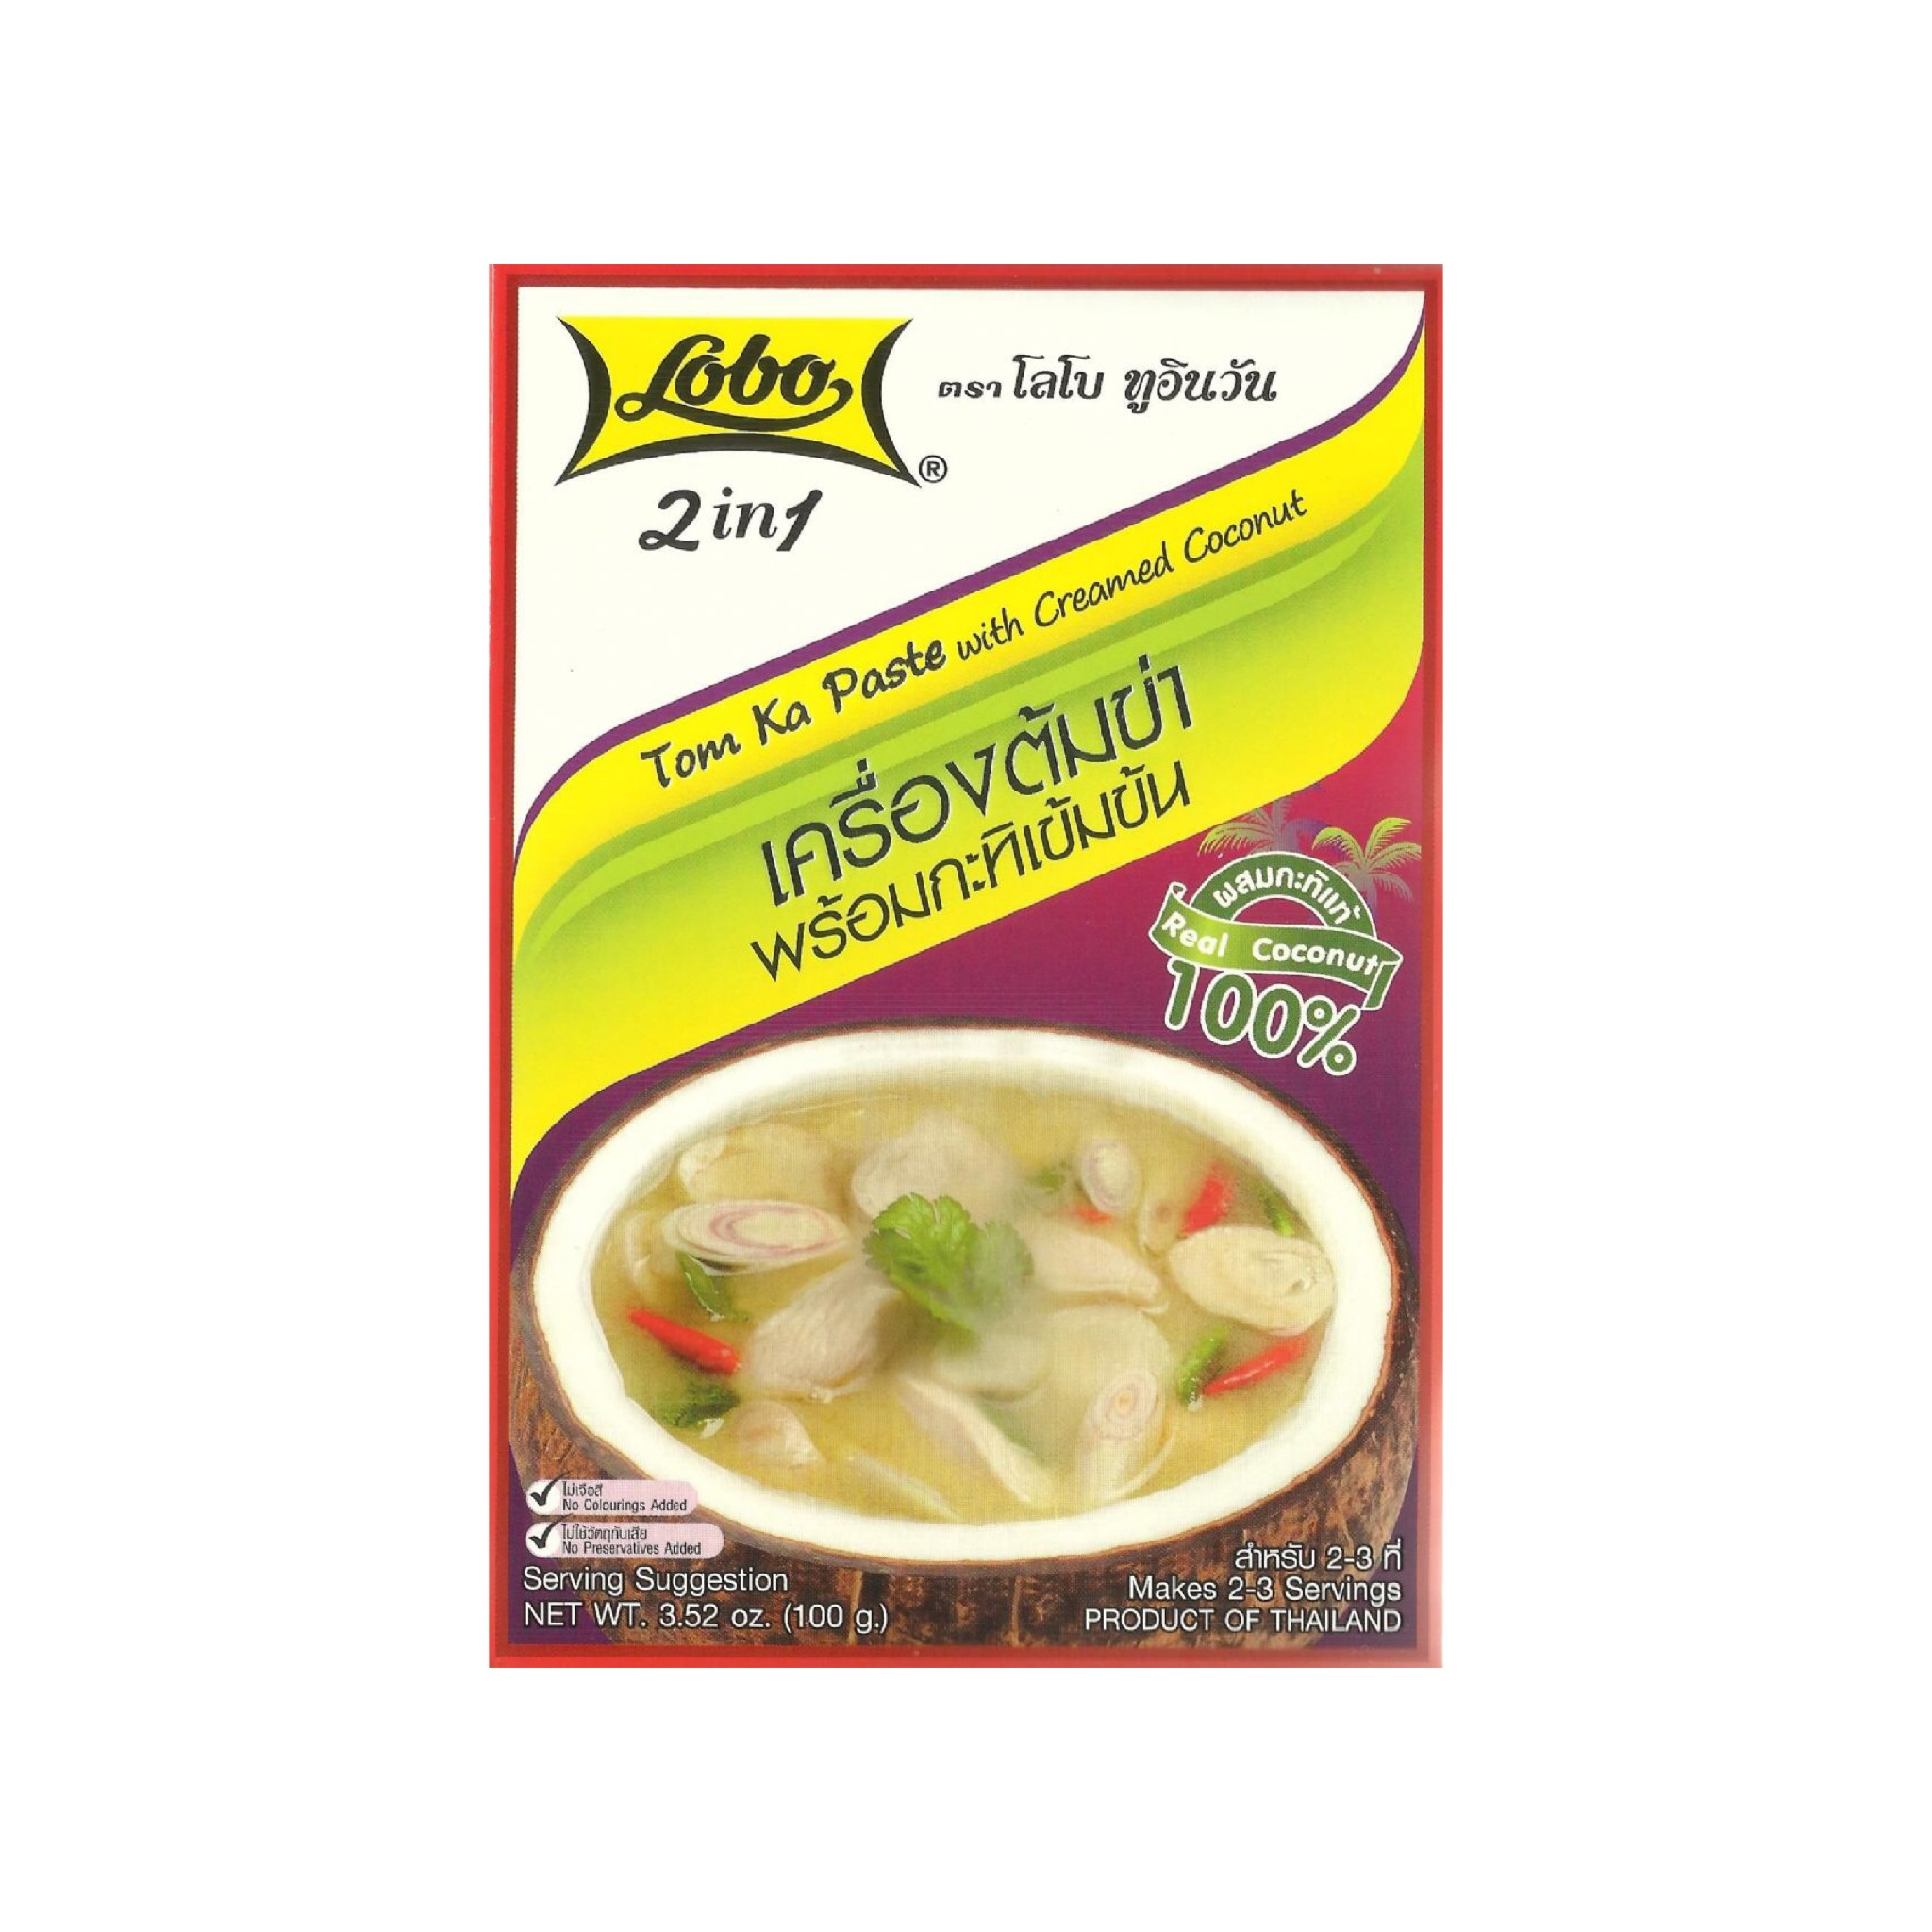 Lobo
®
ตรา โลโบ ทูอินวัน
2 in 1
Tom Ka Paste with Creamed Coconut
เครื่องต้มข่า
พร้อมกะทิเข้มข้น
ผสมกะทิแท้
Real Coconut
100%
ไม่เจือสี
No Colourings Added
ไม่ใช้วัตถุกันเสีย
No Preservatives Added
Serving Suggestion
NET WT. 3.52 oz. (100 g.)
สำหรับ 2-3 ที่
Makes 2-3 Servings
PRODUCT OF THAILAND